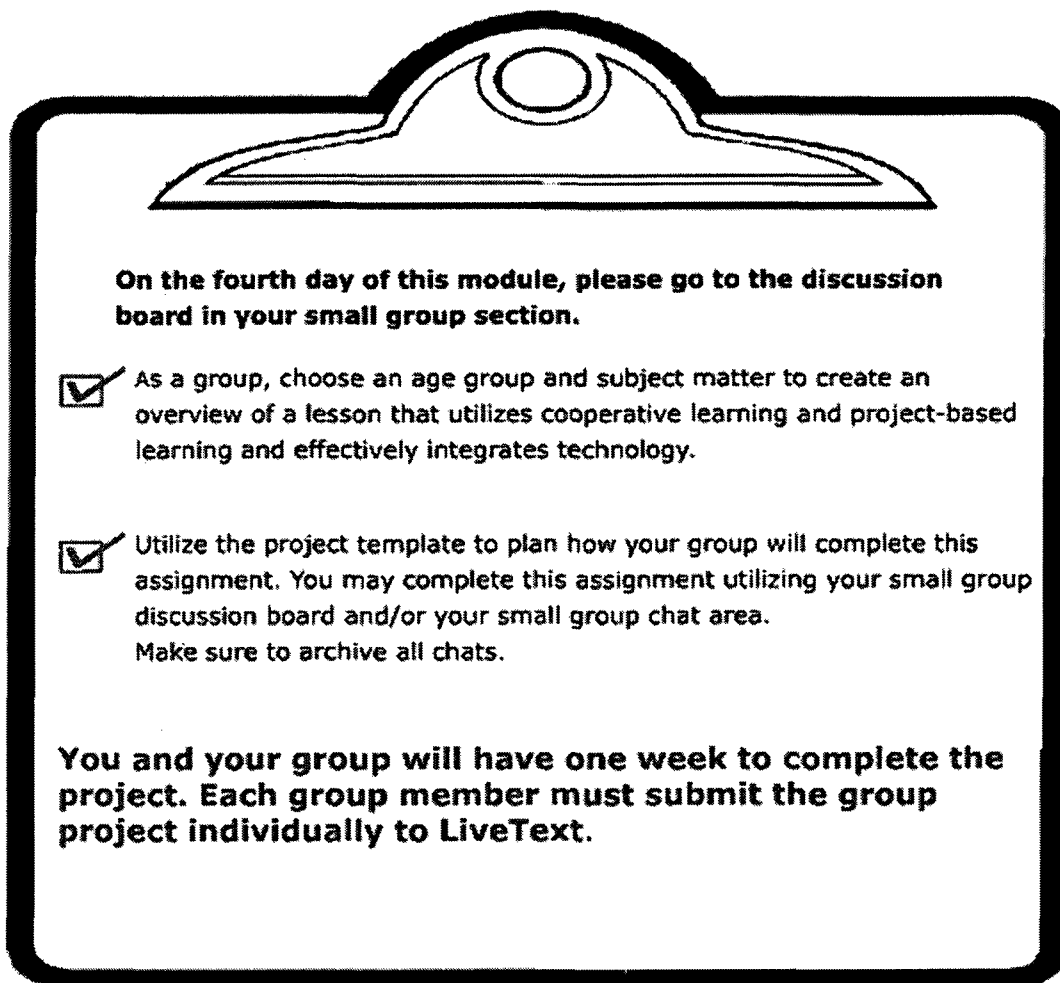 On the fourth day of this module, please go to the discussion
board in your small group section.
As a group, choose an age group and subject matter to create an
overview of a lesson that utilizes cooperative learning and project-based
learning and effectively integrates technology.
Utilize the project template to plan how your group will complete this
assignment. You may complete this assignment utilizing your small group
discussion board and/or your small group chat area.
Make sure to archive all chats.
You and your group will have one week to complete the
project. Each group member must submit the group
project individually to LiveText.